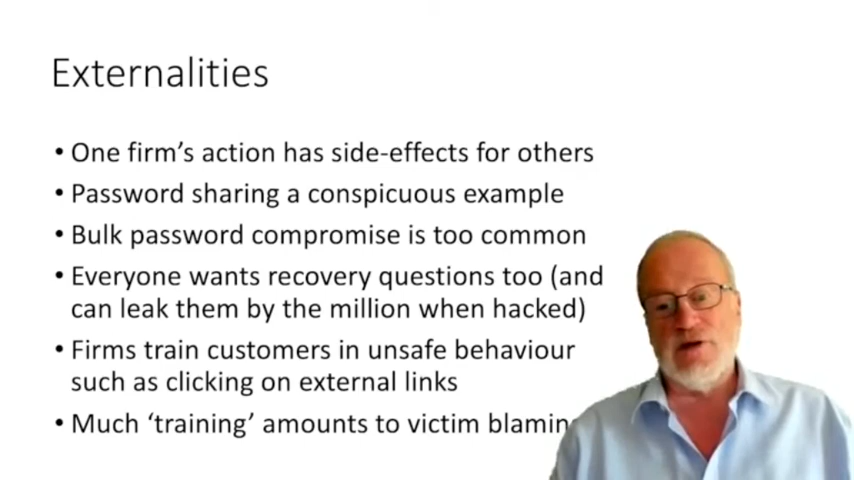 Externalities
• One firm's action has side-effects for others
• Password sharing a conspicuous example
• Bulk password compromise is too common
• Everyone wants recovery questions too (and
can leak them by the million when hacked)
• Firms train customers in unsafe behaviour
such as clicking on external links
• Much ‘training’ amounts to victim blamin